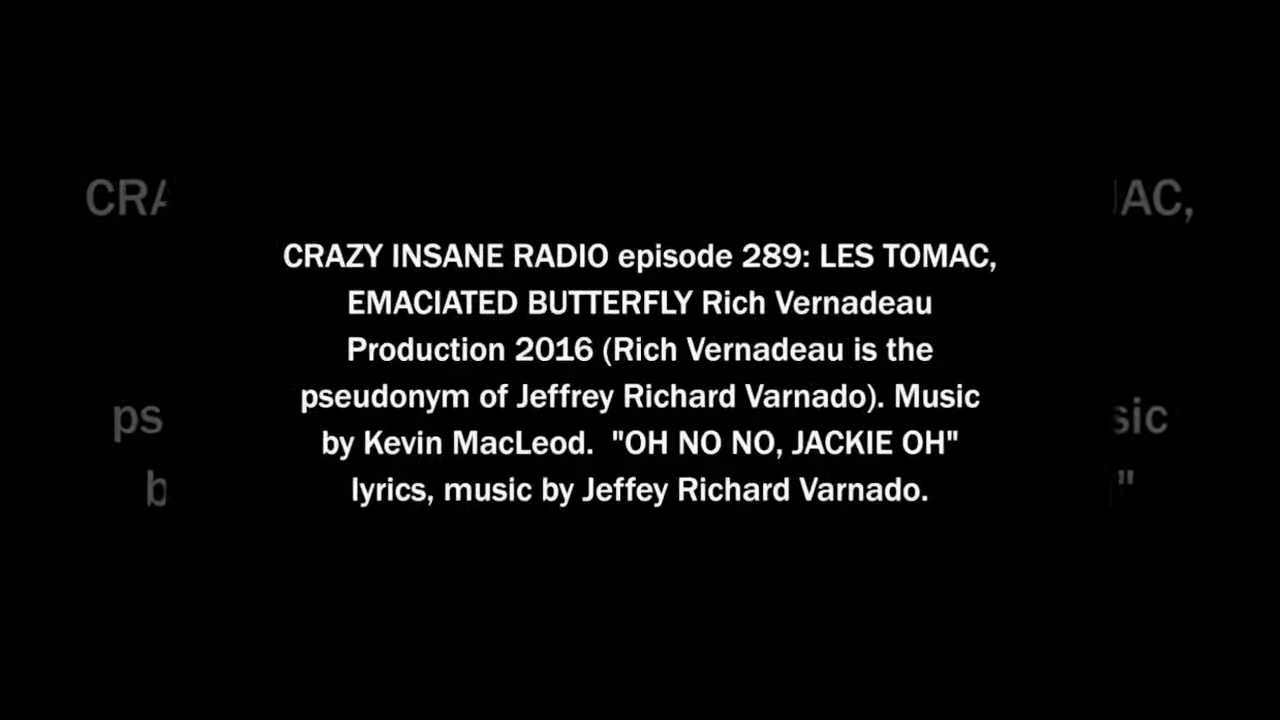 CRAZY INSANE RADIO episode 289: LES TOMAC,
EMACIATED BUTTERFLY Rich Vernadeau
Production 2016 (Rich Vernadeau is the
pseudonym of Jeffrey Richard Varnado). Music
by Kevin MacLeod.  "OH NO NO, JACKIE OH"
lyrics, music by Jeffey Richard Varnado.